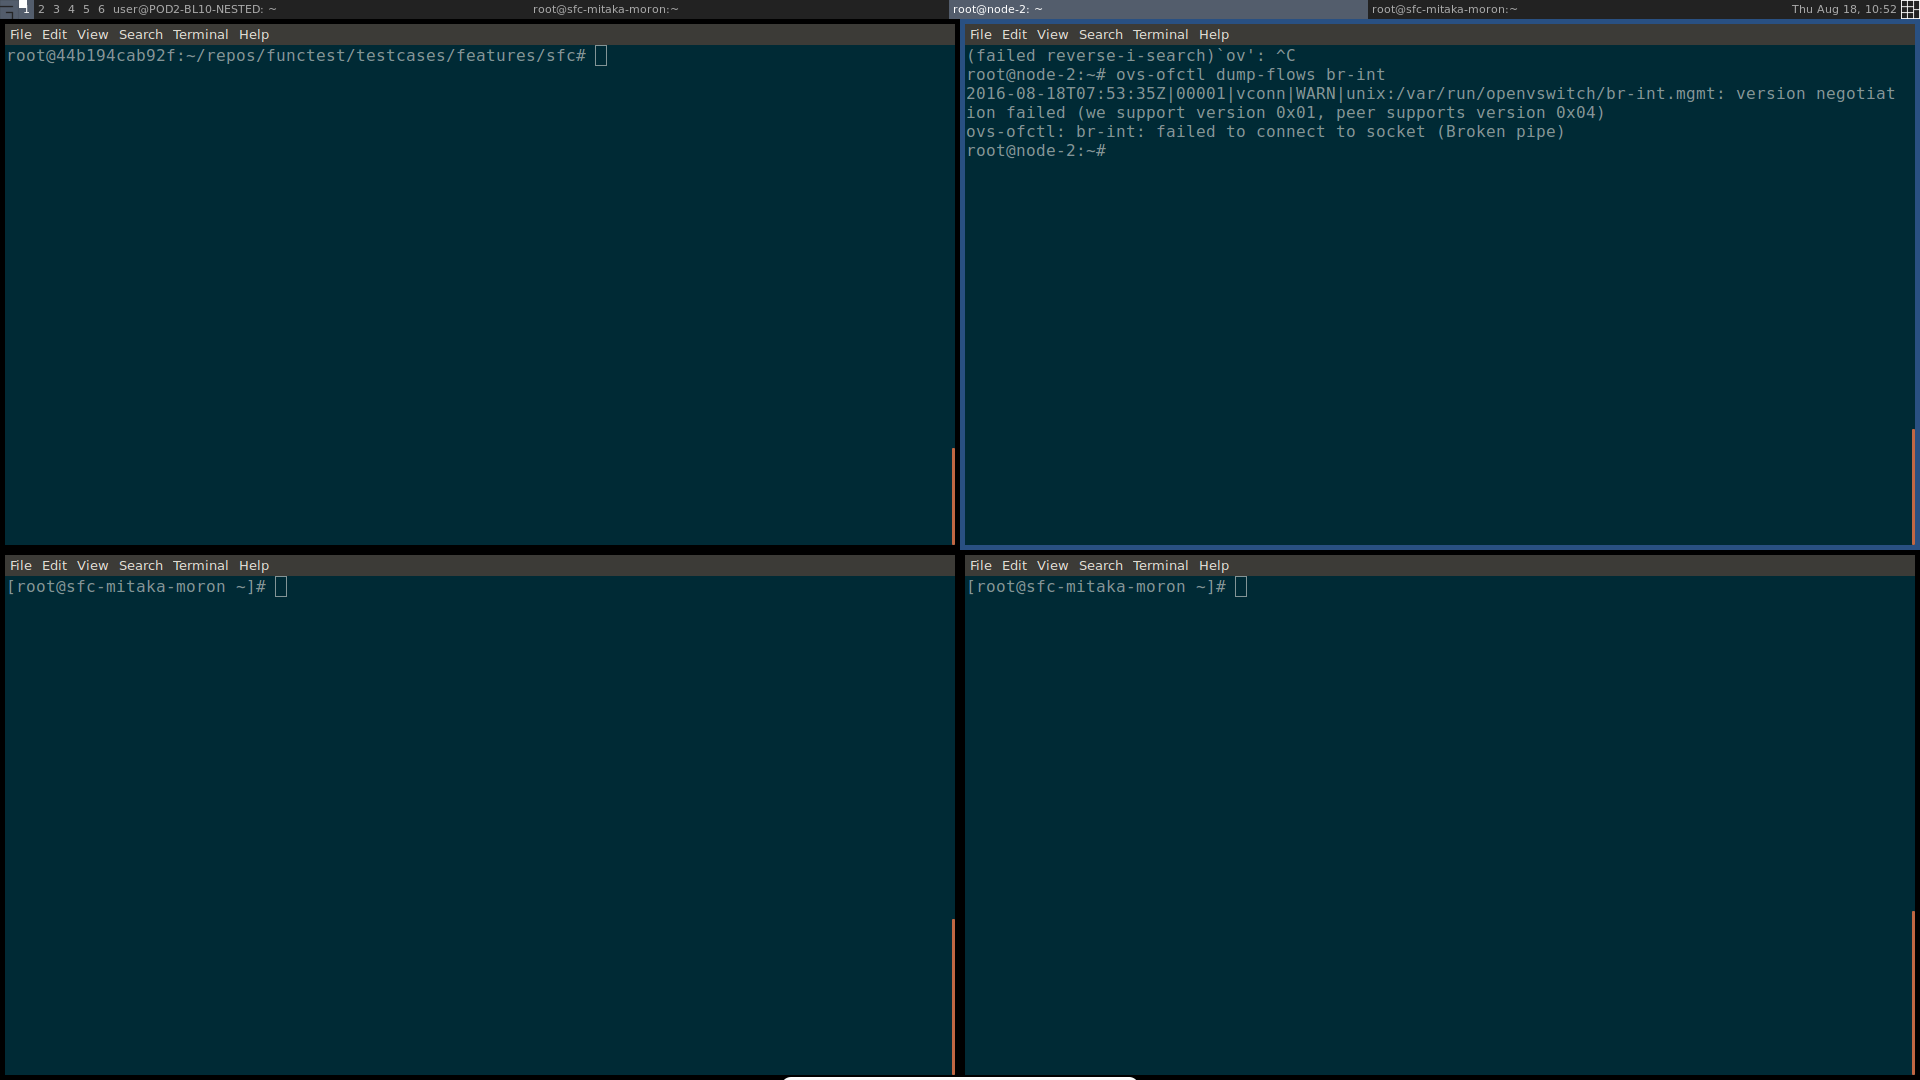 1 2 3 4 5 6 user@POD2-BL10-NESTED: ~ root@sfc-mitaka-moron:~ root@node-2: ~ root@sfc-mitaka-moron:~ Thu Aug 18, 10:52
File Edit View Search Terminal Help
root@44b194cab92f:~/repos/functest/testcases/features/sfc#
File Edit View Search Terminal Help
(failed reverse-i-search)`ov': ^C
root@node-2:~# ovs-ofctl dump-flows br-int
2016-08-18T07:53:35Z|00001|vconn|WARN|unix:/var/run/openvswitch/br-int.mgmt: version negotiat
ion failed (we support version 0x01, peer supports version 0x04)
ovs-ofctl: br-int: failed to connect to socket (Broken pipe)
root@node-2:~#
File Edit View Search Terminal Help
[root@sfc-mitaka-moron ~]#
File Edit View Search Terminal Help
[root@sfc-mitaka-moron ~]#